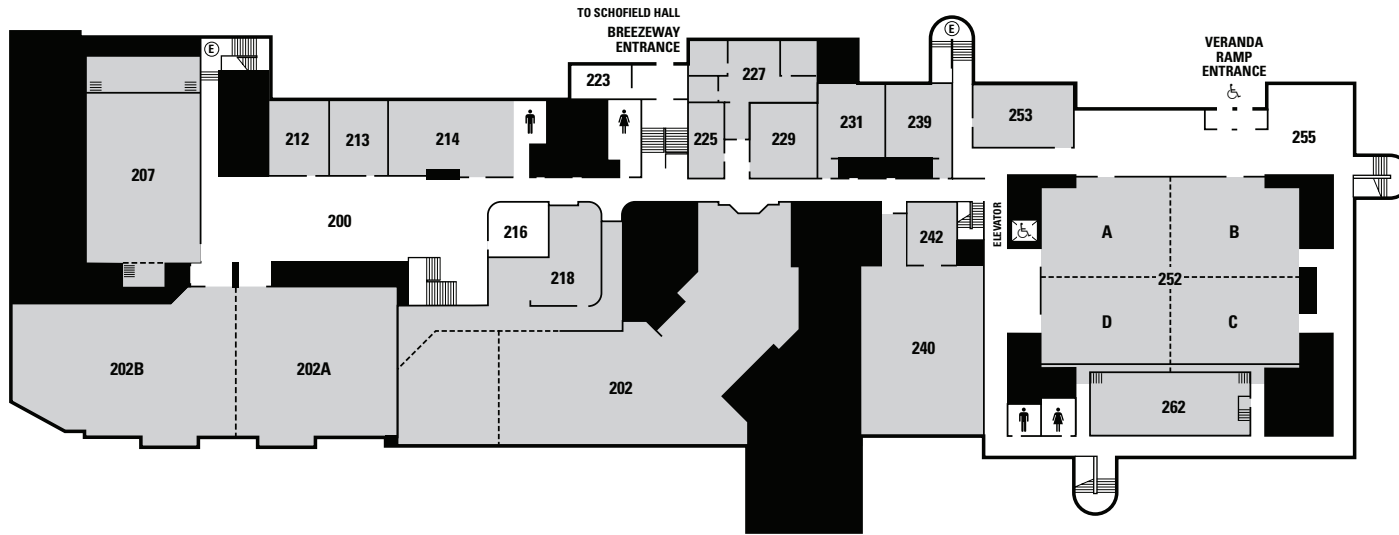 TO SCHOFIELD HALL
BREEZEWAY
ENTRANCE
VERANDA
RAMP
ENTRANCE
E
E
223
227
253
255
212
213
214
225
229
231
239
207
200
216
242
ELEVATOR
A
B
218
252
D
C
240
202B
202A
202
262